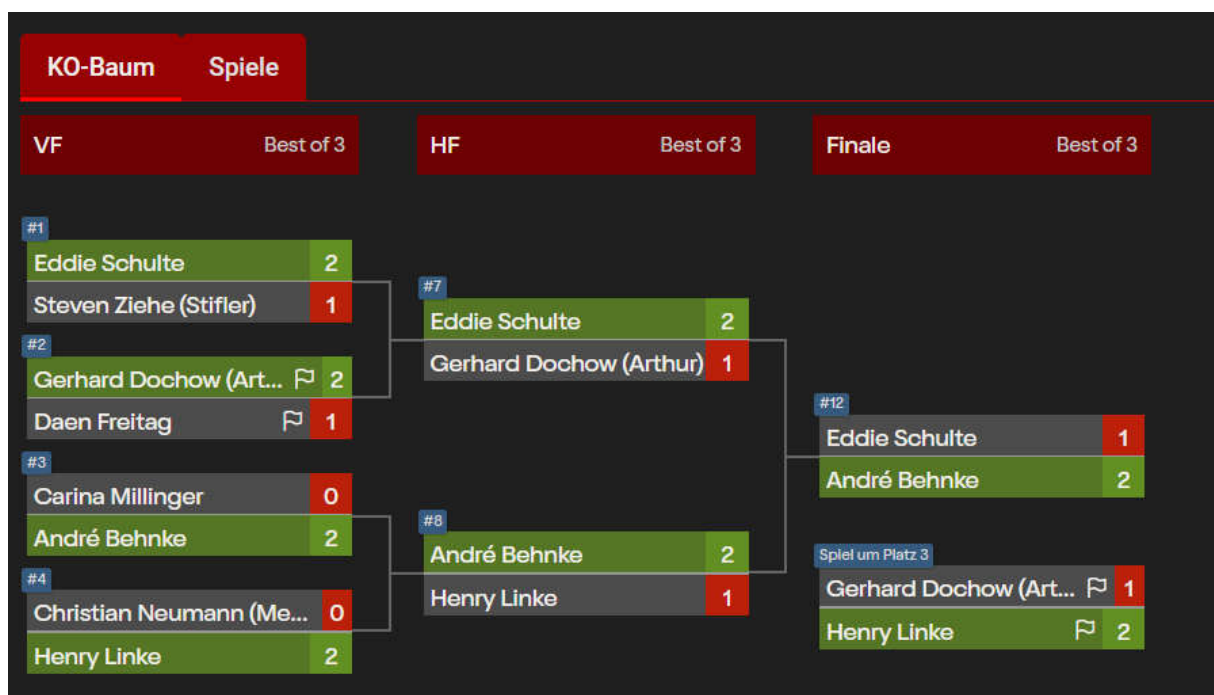 KO-Baum Spiele
VF Best of 3
HF Best of 3
Finale Best of 3
#1
Eddie Schulte 2
Steven Ziehe (Stifler) 1
#2
Gerhard Dochow (Art... 2
Daen Freitag 1
#3
Carina Millinger 0
André Behnke 2
#4
Christian Neumann (Me... 0
Henry Linke 2
#7
Eddie Schulte 2
Gerhard Dochow (Arthur) 1
#8
André Behnke 2
Henry Linke 1
#12
Eddie Schulte 1
André Behnke 2
Spiel um Platz 3
Gerhard Dochow (Art... 1
Henry Linke 2